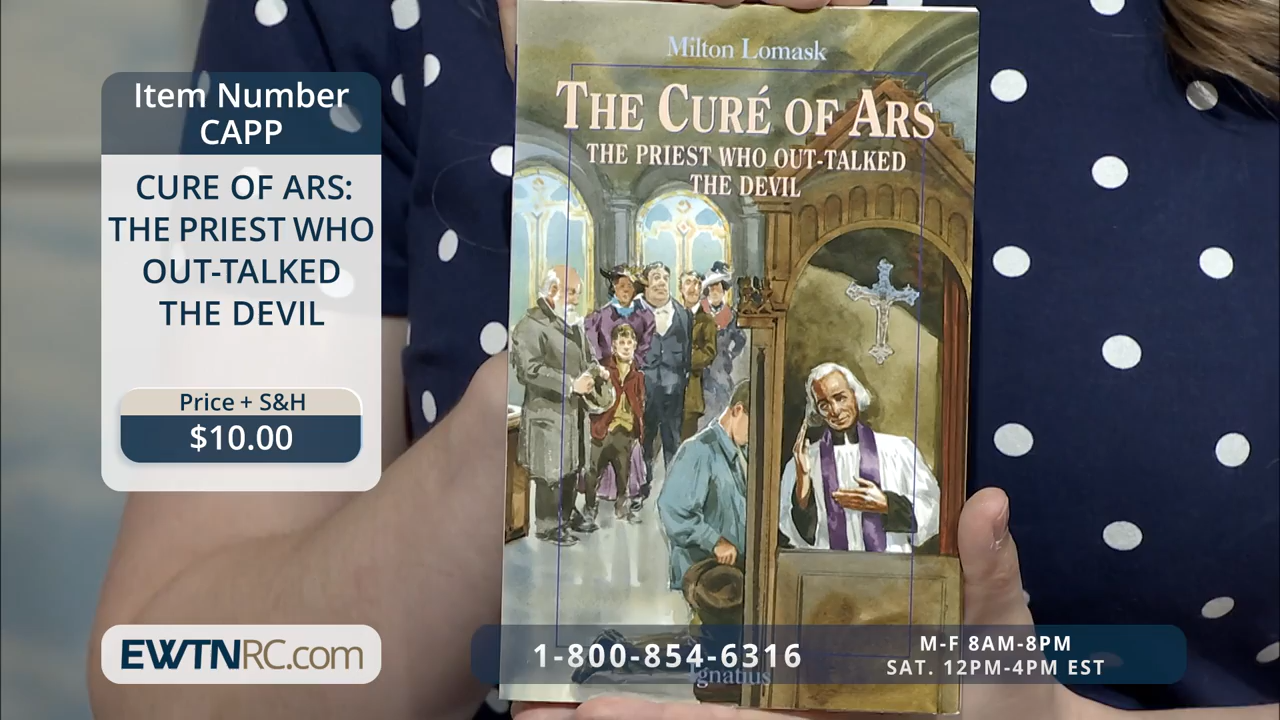 Item Number
CAPP
CURE OF ARS:
THE PRIEST WHO
OUT-TALKED
THE DEVIL
Price + S&H
$10.00
EWTNRC.com
Milton Lomask
THE CURÉ OF ARS
THE PRIEST WHO OUT-TALKED
THE DEVIL
Ignatius
1-800-854-6316
M-F 8AM-8PM
SAT. 12PM-4PM EST